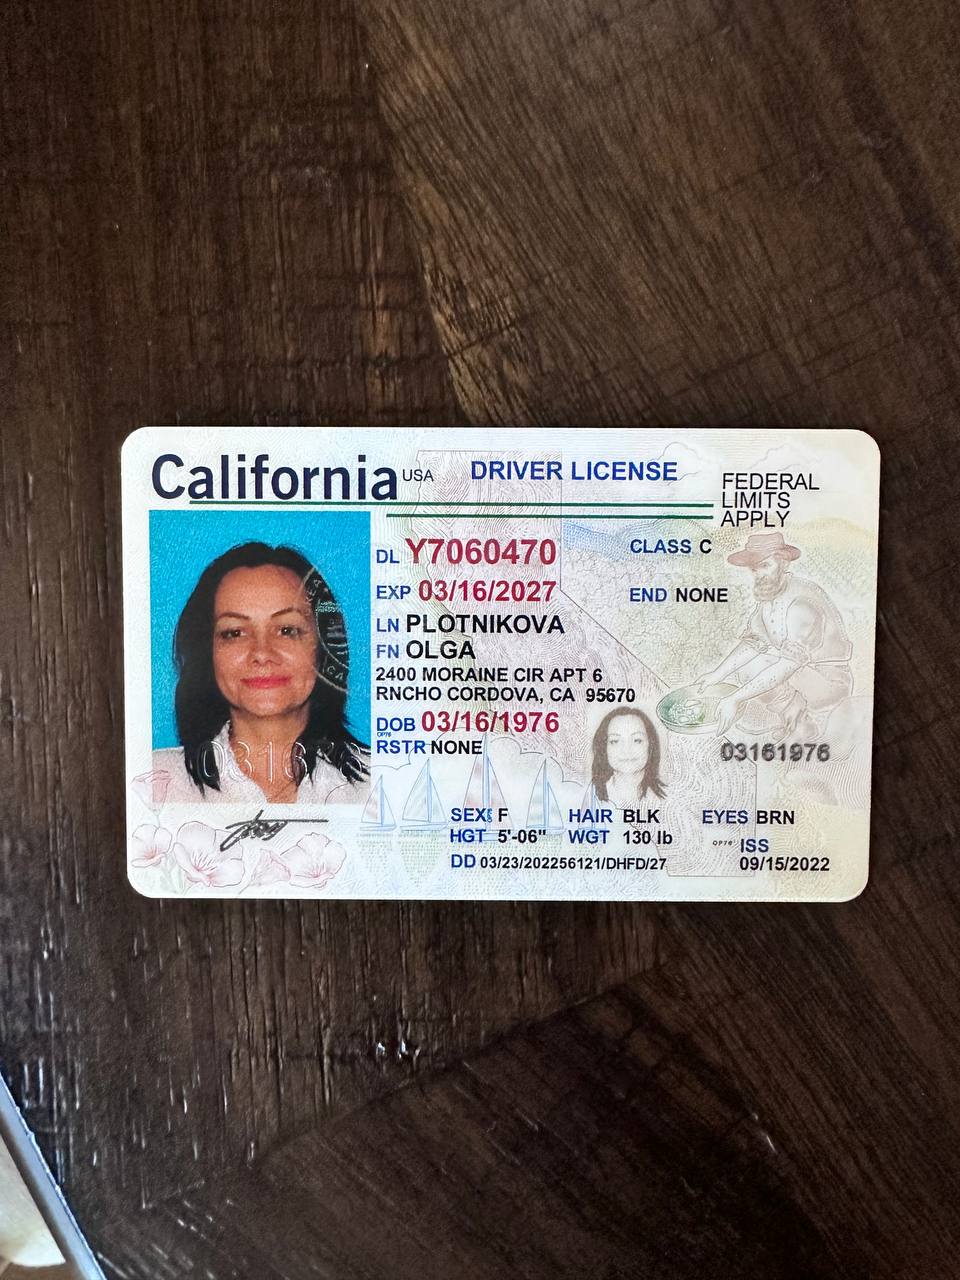 California USA DRIVER LICENSE
FEDERAL
LIMITS
APPLY
DL Y7060470
CLASS C
EXP 03/16/2027
END NONE
LN PLOTNIKOVA
FN OLGA
2400 MORAINE CIR APT 6
RNCHO CORDOVA, CA 95670
DOB 03/16/1976
RSTR NONE
03161976
SEX F HAIR BLK EYES BRN
HGT 5'-06" WGT 130 lb
ISS
DD 03/23/202256121/DHFD/27 09/15/2022